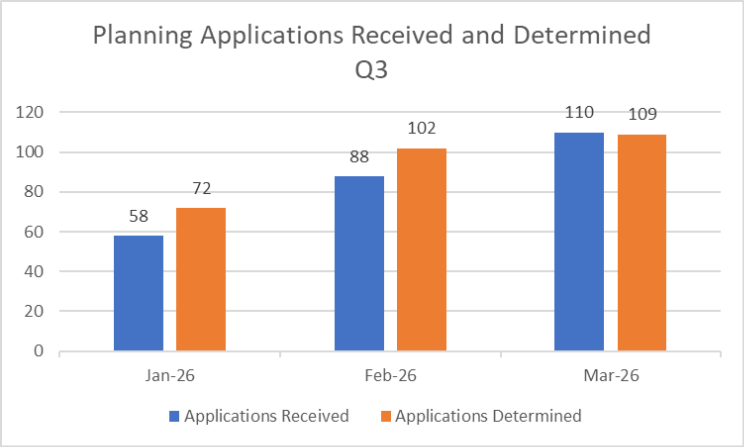 Planning Applications Received and Determined
Q3
120
100
80
60
40
20
0
58
72
88
102
110
109
Jan-26
Feb-26
Mar-26
Applications Received
Applications Determined